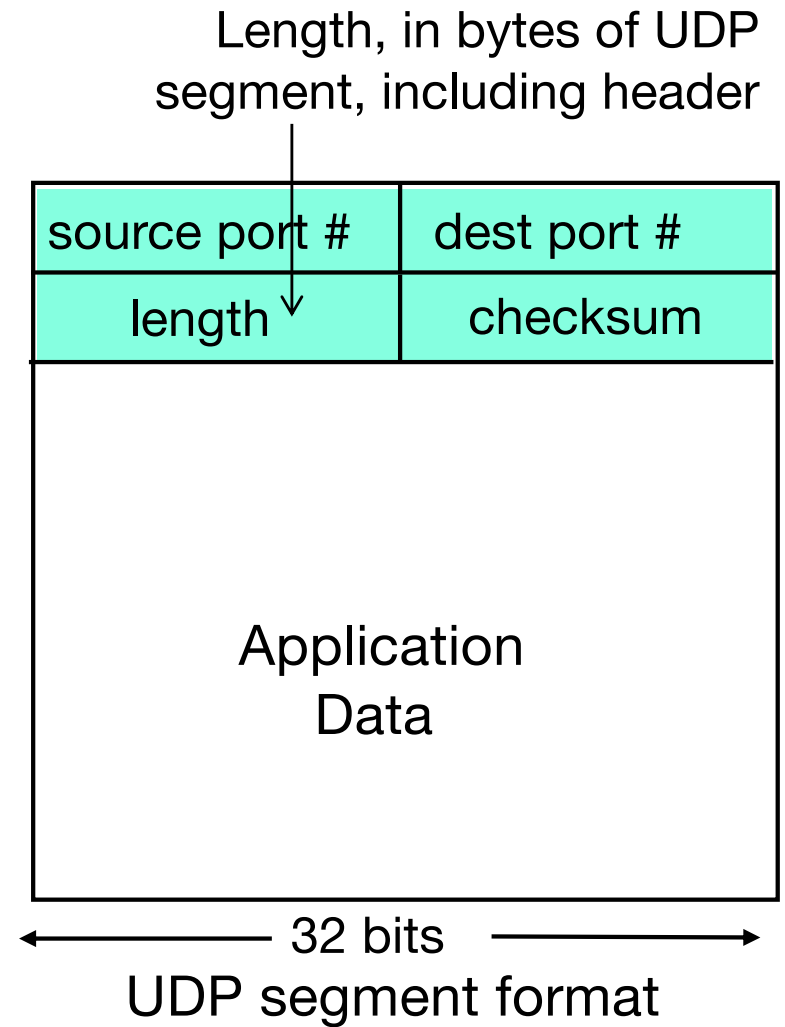 Length, in bytes of UDP
segment, including header
source port # dest port #
length checksum
Application
Data
32 bits
UDP segment format